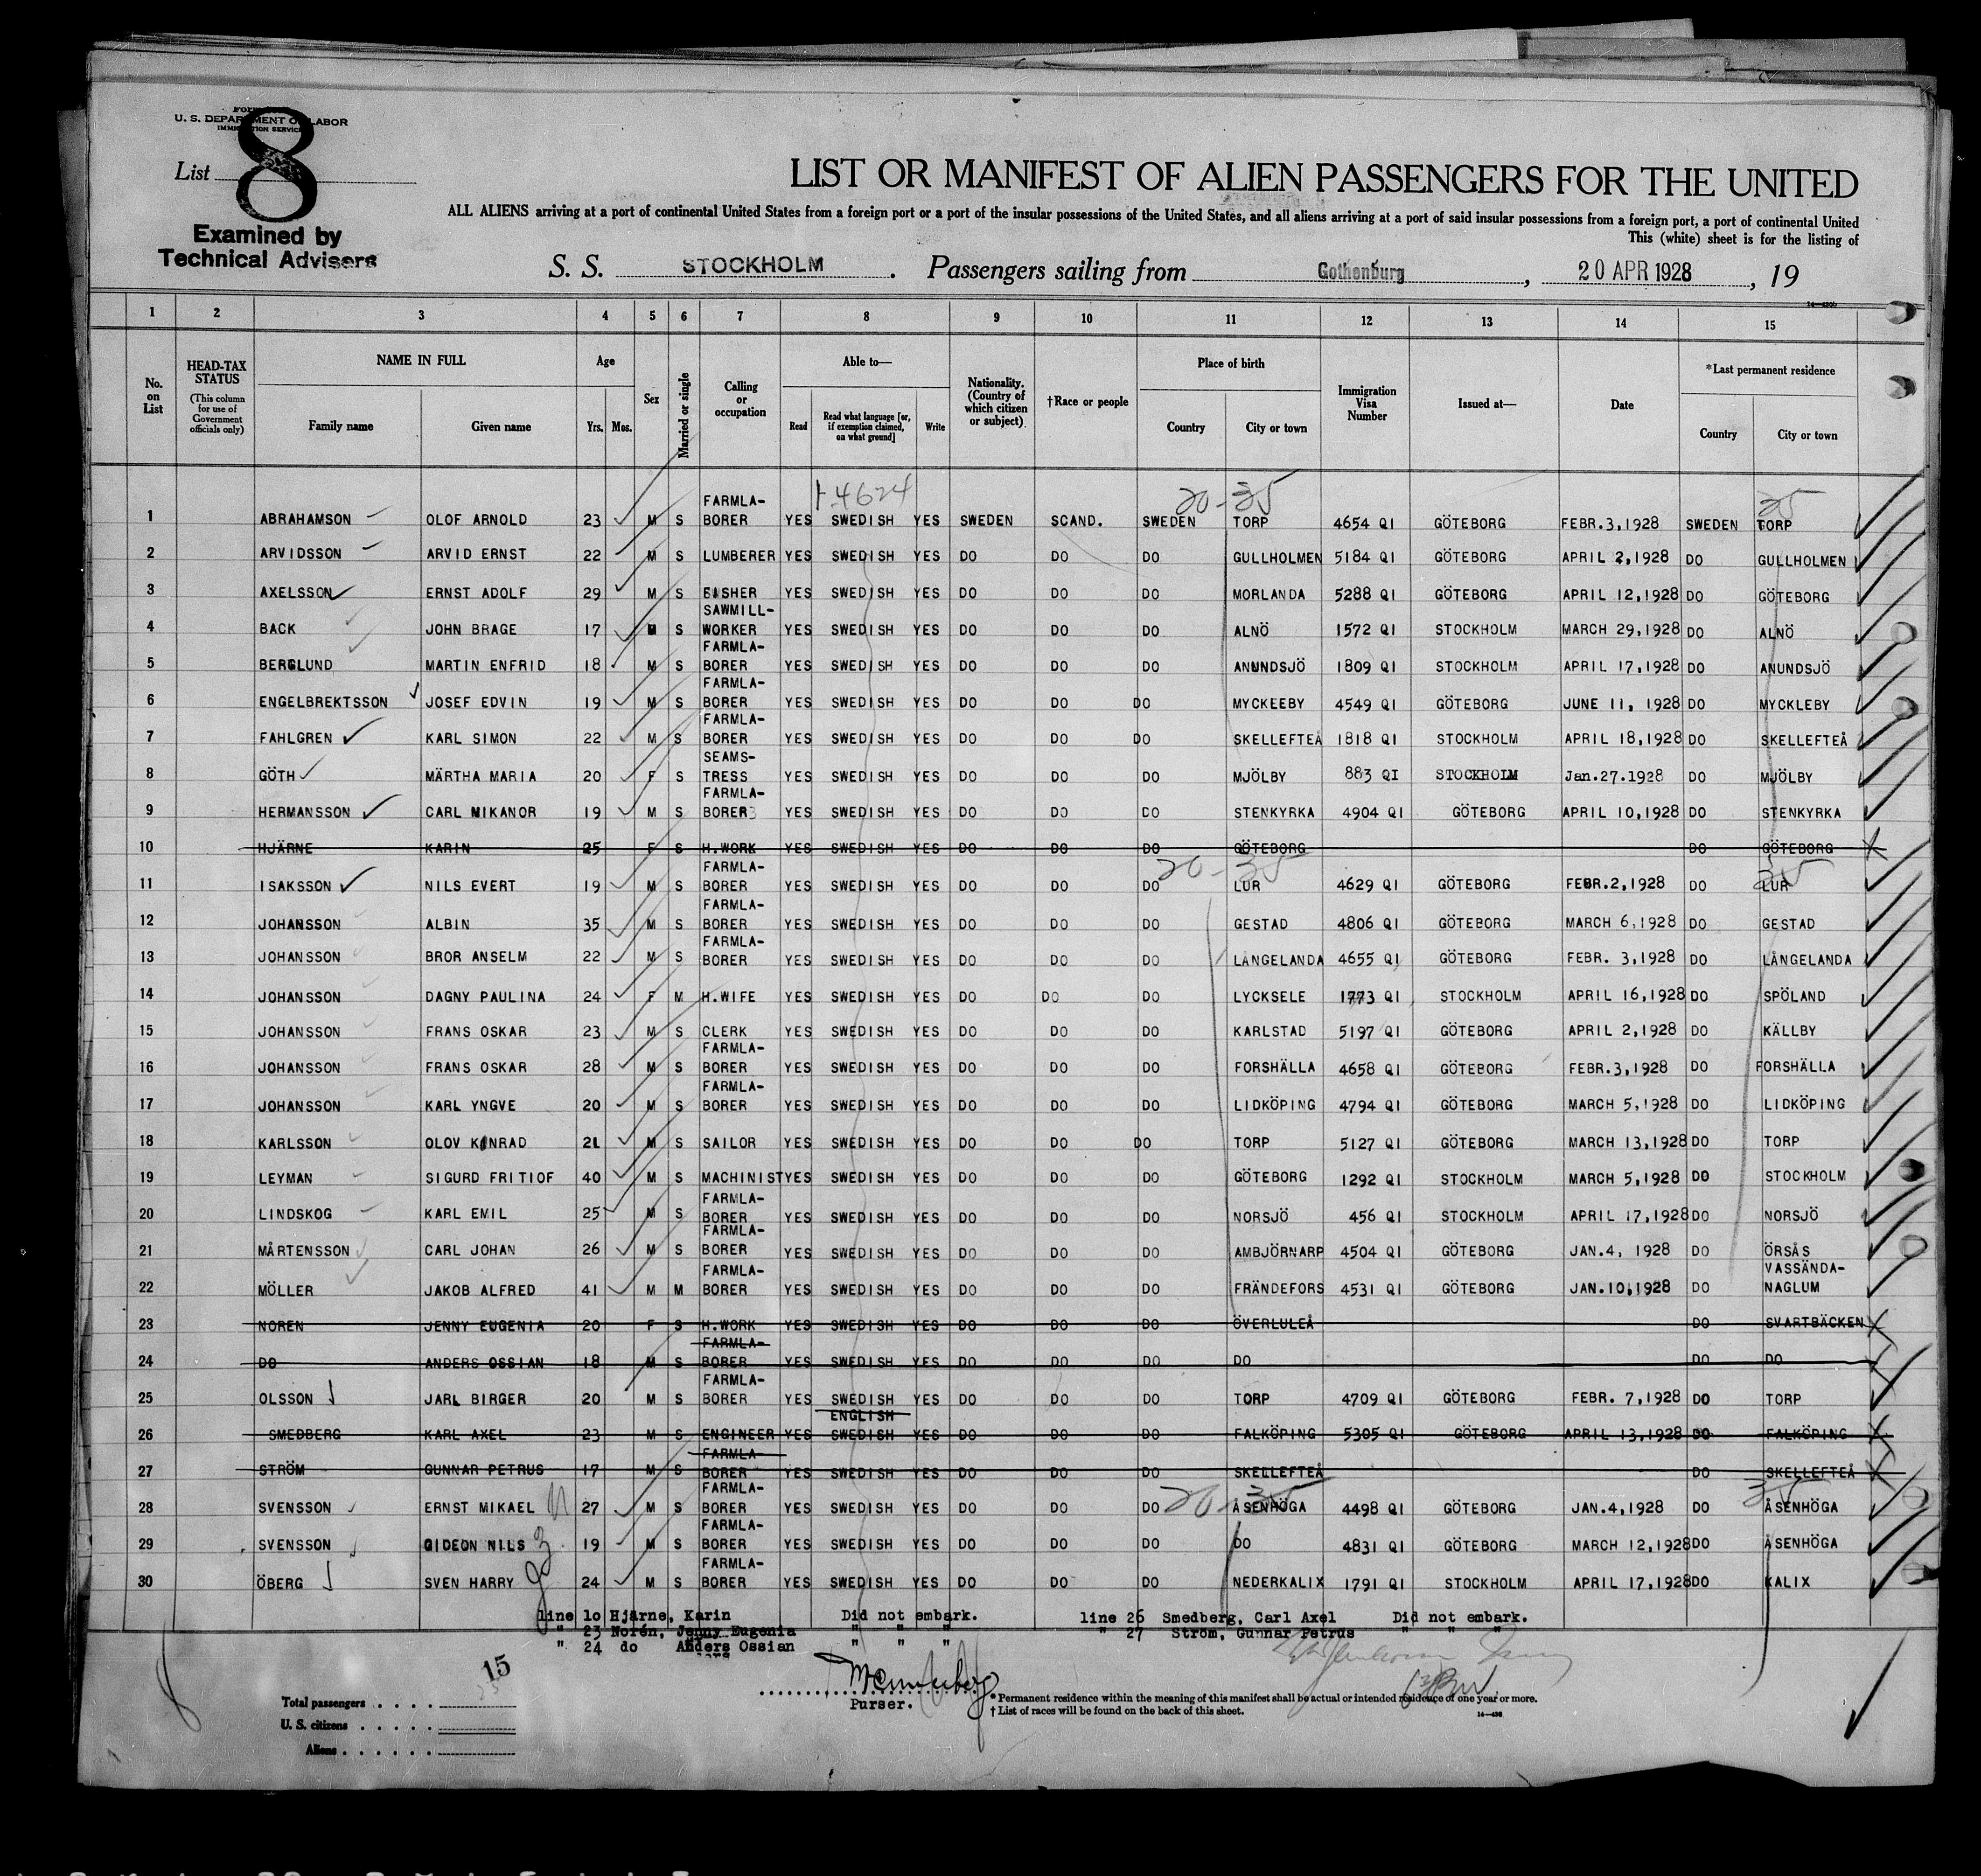 FORM
U. S. DEPARTMENT OF LABOR
IMMIGRATION SERVICE
List 8
Examined by
Technical Advisers
LIST OR MANIFEST OF ALIEN PASSENGERS FOR THE UNITED
ALL ALIENS arriving at a port of continental United States from a foreign port or a port of the insular possessions of the United States, and all aliens arriving at a port of said insular possessions from a foreign port, a port of continental United
This (white) sheet is for the listing of
S. S. STOCKHOLM . Passengers sailing from Gothenburg , 20 APR 1928 , 19
1 2 3 4 5 6 7 8 9 10 11 12 13 14 15
No. on List
HEAD-TAX STATUS (This column for use of Government officials only)
NAME IN FULL
Family name Given name
Age
Yrs. Mos.
Sex
Married or single
Calling or occupation
Able to—
Read Read what language [or, if exemption claimed, on what ground] Write
Nationality. (Country of which citizen or subject)
†Race or people
Place of birth
Country City or town
Immigration Visa Number
Issued at—
Date
*Last permanent residence
Country City or town
14624 20-35 35
1 ABRAHAMSON OLOF ARNOLD 23 M S FARMLA-BORER YES SWEDISH YES SWEDEN SCAND. SWEDEN TORP 4654 QI GÖTEBORG FEBR.3,1928 SWEDEN TORP
2 ARVIDSSON ARVID ERNST 22 M S LUMBERER YES SWEDISH YES DO DO DO GULLHOLMEN 5184 QI GÖTEBORG APRIL 2,1928 DO GULLHOLMEN
3 AXELSSON ERNST ADOLF 29 M S FISHER YES SWEDISH YES DO DO DO MORLANDA 5288 QI GÖTEBORG APRIL 12,1928 DO GÖTEBORG
4 BACK JOHN BRAGE 17 M S SAWMILL-WORKER YES SWEDISH YES DO DO DO ALNÖ 1572 QI STOCKHOLM MARCH 29,1928 DO ALNÖ
5 BERGLUND MARTIN ENFRID 18 M S FARMLA-BORER YES SWEDISH YES DO DO DO ANUNDSJÖ 1809 QI STOCKHOLM APRIL 17,1928 DO ANUNDSJÖ
6 ENGELBREKTSSON JOSEF EDVIN 19 M S FARMLA-BORER YES SWEDISH YES DO DO DO MYCKEEBY 4549 QI GÖTEBORG JUNE 11, 1928 DO MYCKLEBY
7 FAHLGREN KARL SIMON 22 M S FARMLA-BORER YES SWEDISH YES DO DO DO SKELLEFTEÅ 1818 QI STOCKHOLM APRIL 18,1928 DO SKELLEFTEÅ
8 GÖTH MÄRTHA MARIA 20 F S SEAMS-TRESS YES SWEDISH YES DO DO DO MJÖLBY 883 QI STOCKHOLM Jan.27.1928 DO MJÖLBY
9 HERMANSSON CARL NIKANOR 19 M S FARMLA-BORER YES SWEDISH YES DO DO DO STENKYRKA 4904 QI GÖTEBORG APRIL 10,1928 DO STENKYRKA
10 HJÄRNE KARIN 25 F S H.WORK YES SWEDISH YES DO DO DO GÖTEBORG DO GÖTEBORG
20-35 35
11 ISAKSSON NILS EVERT 19 M S FARMLA-BORER YES SWEDISH YES DO DO DO LUR 4629 QI GÖTEBORG FEBR.2,1928 DO LUR
12 JOHANSSON ALBIN 35 M S FARMLA-BORER YES SWEDISH YES DO DO DO GESTAD 4806 QI GÖTEBORG MARCH 6,1928 DO GESTAD
13 JOHANSSON BROR ANSELM 22 M S FARMLA-BORER YES SWEDISH YES DO DO DO LÅNGELANDA 4655 QI GÖTEBORG FEBR. 3,1928 DO LÅNGELANDA
14 JOHANSSON DAGNY PAULINA 24 F M H.WIFE YES SWEDISH YES DO DO DO LYCKSELE 1773 QI STOCKHOLM APRIL 16,1928 DO SPÖLAND
15 JOHANSSON FRANS OSKAR 23 M S CLERK YES SWEDISH YES DO DO DO KARLSTAD 5197 QI GÖTEBORG APRIL 2,1928 DO KÄLLBY
16 JOHANSSON FRANS OSKAR 28 M S FARMLA-BORER YES SWEDISH YES DO DO DO FORSHÄLLA 4658 QI GÖTEBORG FEBR.3,1928 DO FORSHÄLLA
17 JOHANSSON KARL YNGVE 20 M S FARMLA-BORER YES SWEDISH YES DO DO DO LIDKÖPING 4794 QI GÖTEBORG MARCH 5,1928 DO LIDKÖPING
18 KARLSSON OLOV KONRAD 21 M S SAILOR YES SWEDISH YES DO DO DO TORP 5127 QI GÖTEBORG MARCH 13,1928 DO TORP
19 LEYMAN SIGURD FRITIOF 40 M S MACHINIST YES SWEDISH YES DO DO DO GÖTEBORG 1292 QI STOCKHOLM MARCH 5,1928 DO STOCKHOLM
20 LINDSKOG KARL EMIL 25 M S FARMLA-BORER YES SWEDISH YES DO DO DO NORSJÖ 456 QI STOCKHOLM APRIL 17,1928 DO NORSJÖ
21 MÅRTENSSON CARL JOHAN 26 M S FARMLA-BORER YES SWEDISH YES DO DO DO AMBJÖRNARP 4504 QI GÖTEBORG JAN.4, 1928 DO ÖRSÅS
22 MÖLLER JAKOB ALFRED 41 M M FARMLA-BORER YES SWEDISH YES DO DO DO FRÄNDEFORS 4531 QI GÖTEBORG JAN.10,1928 DO VASSÄNDA-NAGLUM
23 NOREN JENNY EUGENIA 20 F S H.WORK YES SWEDISH YES DO DO DO ÖVERLULEÅ DO SVARTBÄCKEN
24 DO ANDERS OSSIAN 18 M S FARMLA-BORER YES SWEDISH YES DO DO DO DO DO DO
25 OLSSON JARL BIRGER 20 M S FARMLA-BORER YES SWEDISH YES DO DO DO TORP 4709 QI GÖTEBORG FEBR. 7,1928 DO TORP
26 SMEDBERG KARL AXEL 23 M S ENGINEER YES ENGLISH SWEDISH YES DO DO DO FALKÖPING 5305 QI GÖTEBORG APRIL 13,1928 DO FALKÖPING
27 STRÖM GUNNAR PETRUS 17 M S FARMLA-BORER YES SWEDISH YES DO DO DO SKELLEFTEÅ DO SKELLEFTEÅ
20-35 35
28 SVENSSON ERNST MIKAEL 27 M S FARMLA-BORER YES SWEDISH YES DO DO DO ÅSENHÖGA 4498 QI GÖTEBORG JAN.4,1928 DO ÅSENHÖGA
29 SVENSSON GIDEON NILS 19 M S FARMLA-BORER YES SWEDISH YES DO DO DO DO 4831 QI GÖTEBORG MARCH 12,1928 DO ÅSENHÖGA
30 ÖBERG SVEN HARRY 24 M S FARMLA-BORER YES SWEDISH YES DO DO DO NEDERKALIX 1791 QI STOCKHOLM APRIL 17,1928 DO KALIX
line 10 Hjärne, Karin Did not embark. line 26 Smedberg, Carl Axel Did not embark.
" 23 Norén, Jenny Eugenia " " " " 27 Ström, Gunnar Petrus " " "
" 24 do Anders Ossian " " "
15
Total passengers . . . .
U. S. citizens . . . . .
Aliens . . . . . .
Purser.
*Permanent residence within the meaning of this manifest shall be actual or intended residence of one year or more.
†List of races will be found on the back of this sheet.